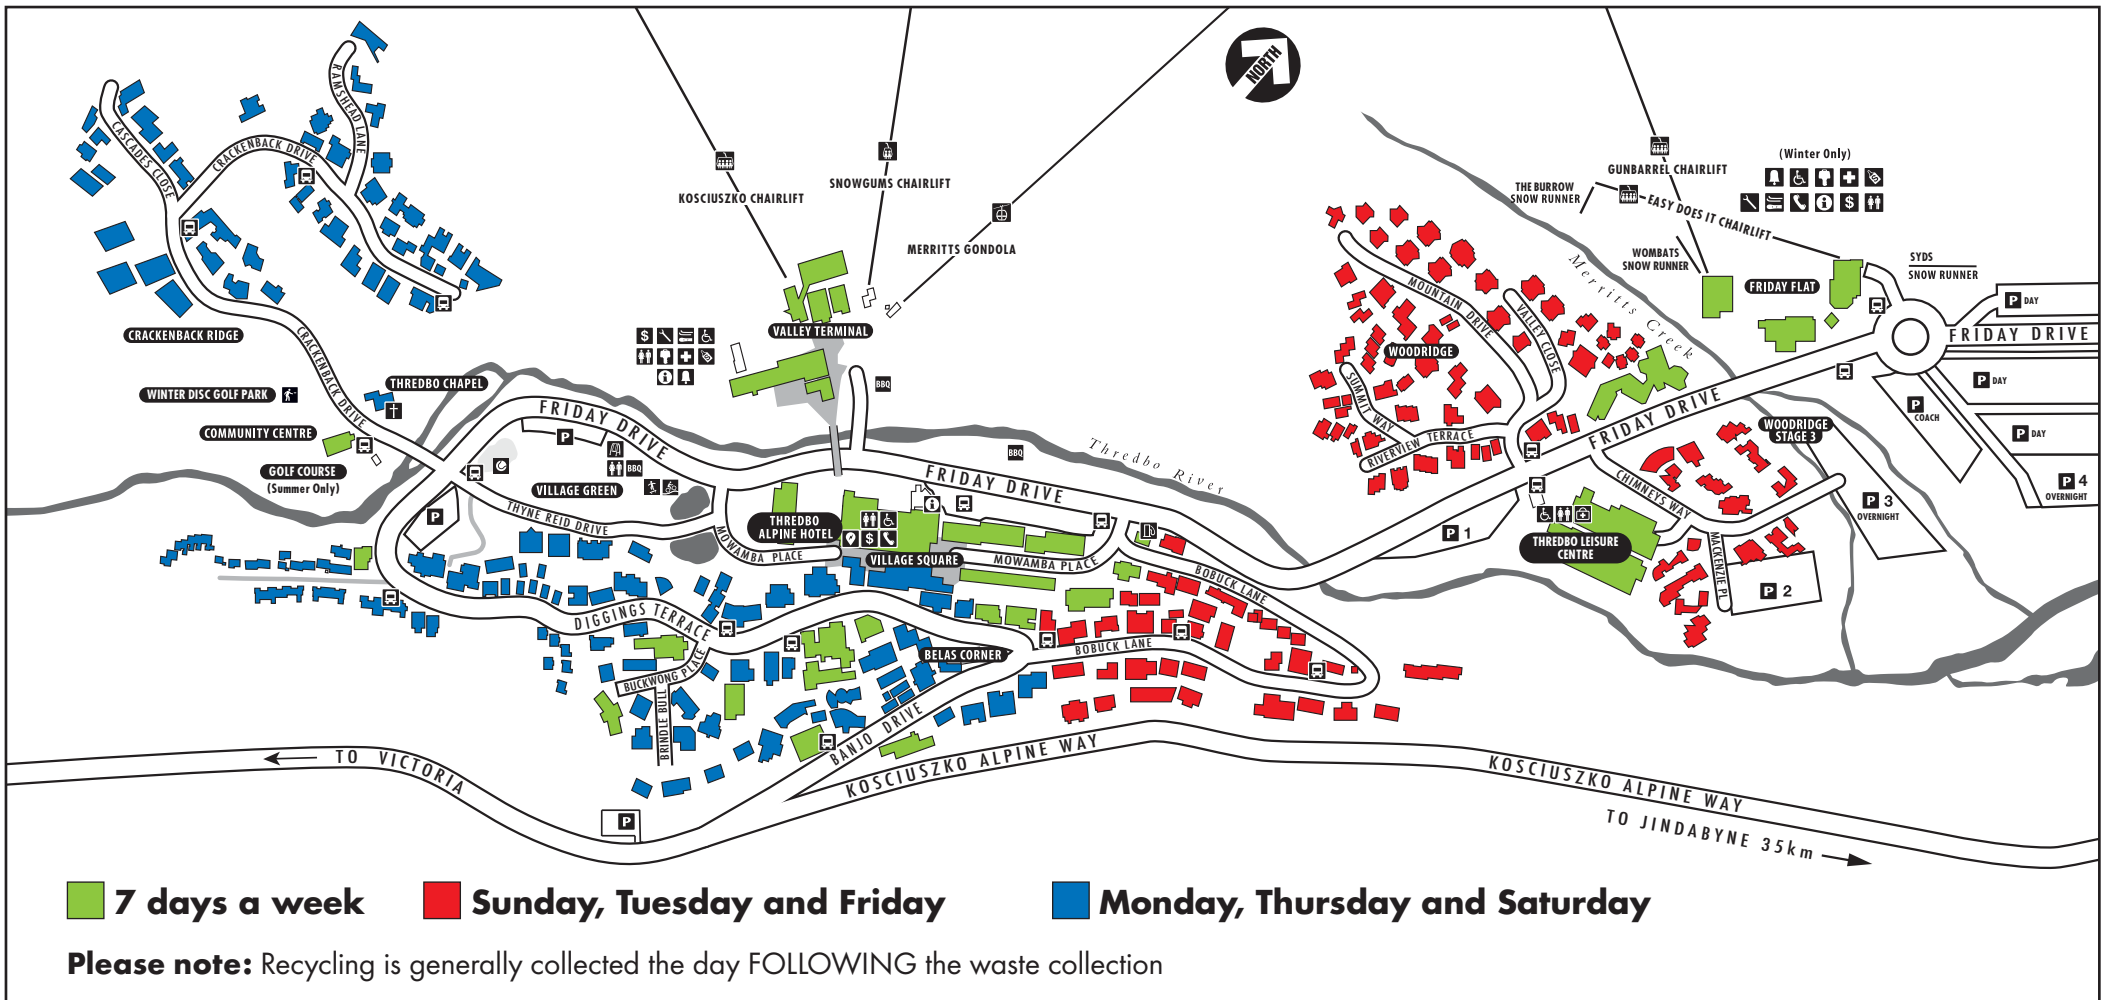 NORTH
RAMSHEAD LANE
CASCADES CLOSE
CRACKENBACK DRIVE
KOSCIUSZKO CHAIRLIFT
SNOWGUMS CHAIRLIFT
MERRITTS GONDOLA
GUNBARREL CHAIRLIFT
(Winter Only)
THE BURROW
SNOW RUNNER
EASY DOES IT CHAIRLIFT
WOMBATS
SNOW RUNNER
SYDS
SNOW RUNNER
FRIDAY FLAT
Merritts Creek
P DAY
FRIDAY DRIVE
P DAY
P
COACH
P DAY
P 4
OVERNIGHT
P 3
OVERNIGHT
CRACKENBACK RIDGE
CRACKENBACK DRIVE
VALLEY TERMINAL
$
i
BBQ
MOUNTAIN DRIVE
VALLEY CLOSE
WOODRIDGE
SUMMIT WAY
RIVERVIEW TERRACE
FRIDAY DRIVE
WOODRIDGE
STAGE 3
CHIMNEYS WAY
MACKENZIE PL
P 1
P 2
THREDBO LEISURE
CENTRE
WINTER DISC GOLF PARK
THREDBO CHAPEL
COMMUNITY CENTRE
GOLF COURSE
(Summer Only)
FRIDAY DRIVE
P
BBQ
VILLAGE GREEN
P
THYNE REID DRIVE
MOWAMBA PLACE
THREDBO
ALPINE HOTEL
$
i
VILLAGE SQUARE
FRIDAY DRIVE
BBQ
Thredbo River
MOWAMBA PLACE
BOBUCK LANE
DIGGINGS TERRACE
BUCKWONG PLACE
BRINDLE BULL
BELAS CORNER
BOBUCK LANE
BANJO DRIVE
KOSCIUSZKO ALPINE WAY
TO VICTORIA
P
KOSCIUSZKO ALPINE WAY
TO JINDABYNE 35km
i
$
7 days a week
Sunday, Tuesday and Friday
Monday, Thursday and Saturday
Please note: Recycling is generally collected the day FOLLOWING the waste collection